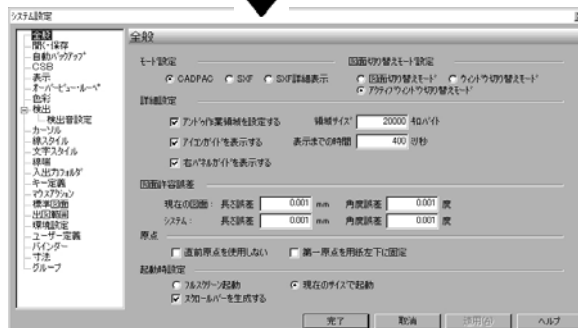 システム設定
全般
開く・保存
自動バックアップ
CSB
表示
オーバービュー・ルーペ
色彩
検出
検出音設定
カーソル
線スタイル
文字スタイル
線端
入出力フォルダ
キー定義
マウスアクション
標準図面
出図範囲
環境設定
ユーザー定義
バインダー
寸法
グループ
全般
モード設定
CADPAC SXF SXF詳細表示
図面切り替えモード設定
図面切り替えモード ウィンドウ切り替えモード
アクティブウィンドウ切り替えモード
詳細設定
アンドゥ作業領域を設定する 領域サイズ 20000 キロバイト
アイコンガイドを表示する 表示までの時間 400 ミリ秒
右パネルガイドを表示する
図面許容誤差
現在の図面: 長さ誤差 0.001 mm 角度誤差 0.001 度
システム: 長さ誤差 0.001 mm 角度誤差 0.001 度
原点
直前原点を使用しない 第一原点を用紙左下に固定
起動時設定
フルスクリーン起動 現在のサイズで起動
スクロールバーを生成する
完了 取消 適用(A) ヘルプ